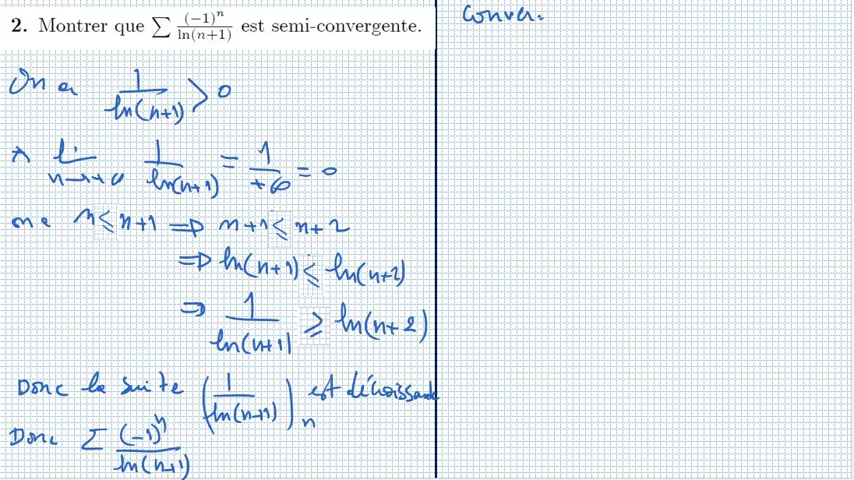 2. Montrer que ∑ (-1)^n / ln(n+1) est semi-convergente.
On a 1/ln(n+1) > 0
∧ lim n→+∞ 1/ln(n+1) = 1/+∞ = 0
on a n ≤ n+1 ⇒ n+1 ≤ n+2
⇒ ln(n+1) ≤ ln(n+2)
⇒ 1/ln(n+1) ≥ ln(n+2)
Donc la suite (1/ln(n+1))_n est décroissante
Donc ∑ (-1)^n / ln(n+1)
conver.